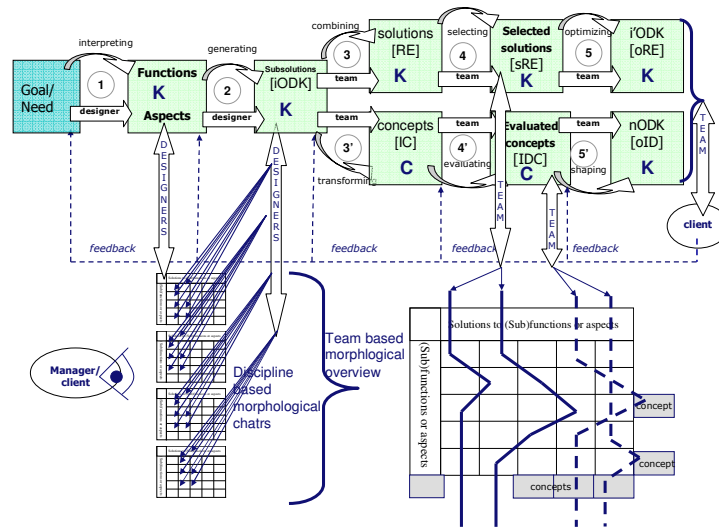 combining
selecting
optimizing
interpreting
generating
Goal/
Need
1
designer
Functions
K
Aspects
2
designer
Subsolutions
[iODK]
K
3
team
solutions
[RE]
K
4
team
Selected
solutions
[sRE]
K
5
team
i'ODK
[oRE]
K
3'
team
transforming
concepts
[IC]
C
4'
team
evaluating
Evaluated
concepts
[IDC]
C
5'
team
shaping
nODK
[oID]
K
DESIGNERS
DESIGNERS
TEAM
TEAM
TEAM
client
feedback
feedback
feedback
feedback
Manager/
client
Discipline
based
morphological
chatrs
Team based
morphlogical
overview
Solutions to (Sub)functions or aspects
(Sub)functions or aspects
concept
concept
concepts